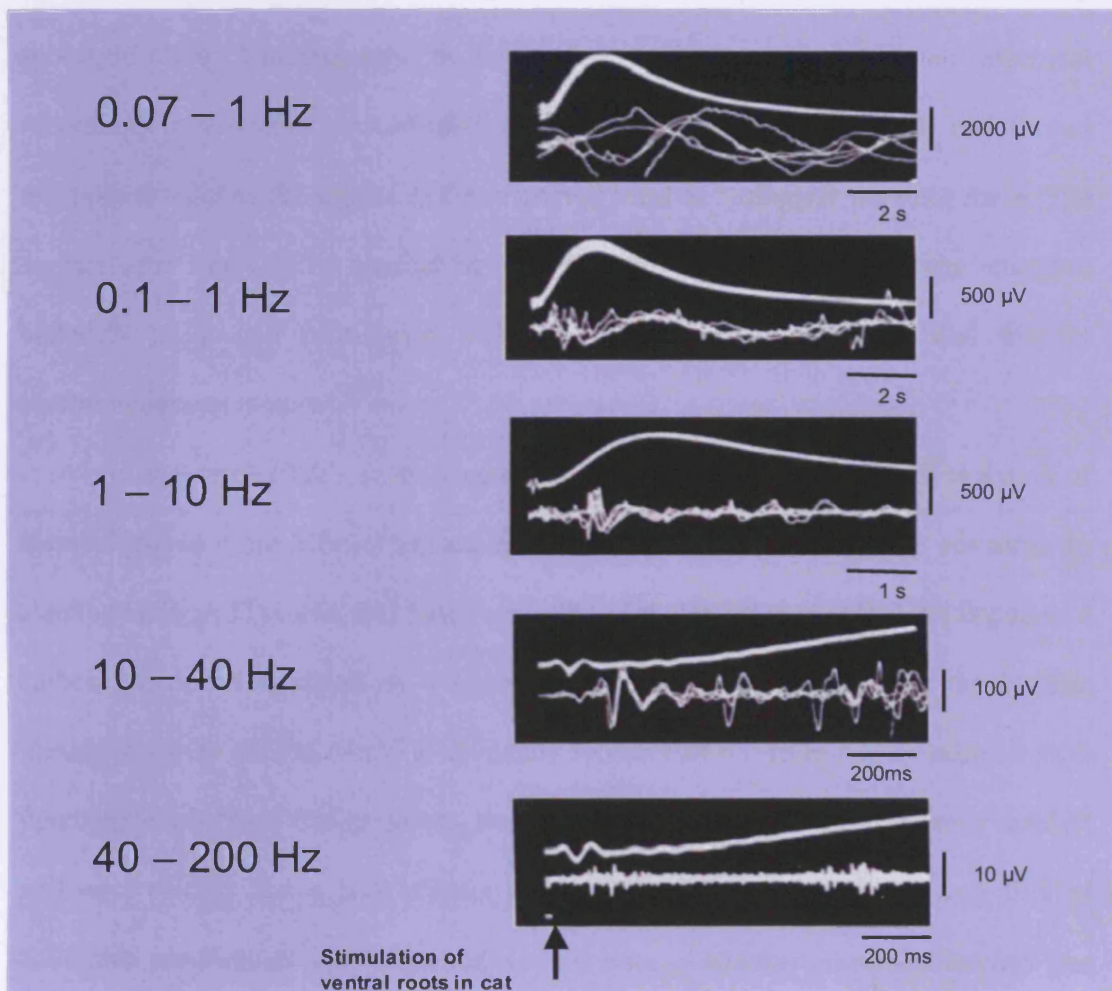 0.07 – 1 Hz
2000 µV
2 s
0.1 – 1 Hz
500 µV
2 s
1 – 10 Hz
500 µV
1 s
10 – 40 Hz
100 µV
200ms
40 – 200 Hz
10 µV
200 ms
Stimulation of
ventral roots in cat